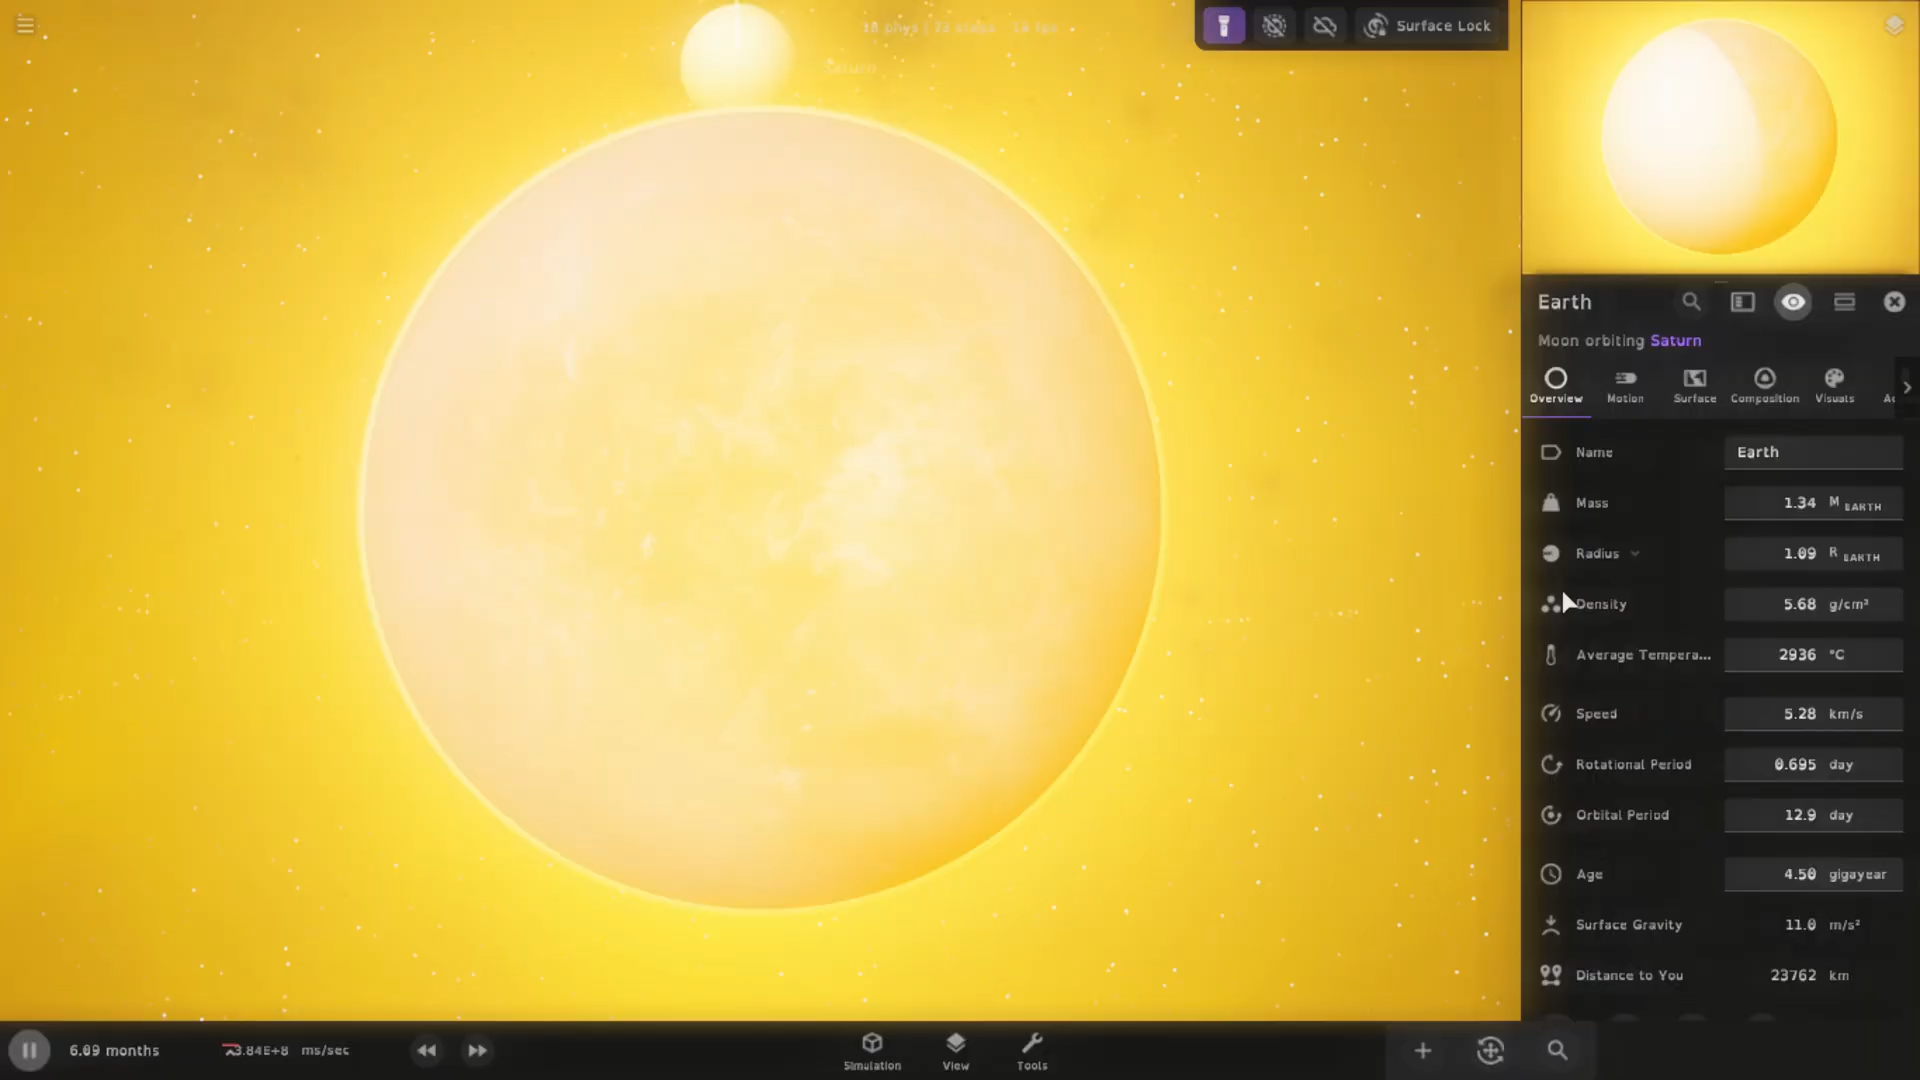 Saturn
Surface Lock
Earth
Moon orbiting Saturn
Overview
Motion
Surface
Composition
Visuals
Name
Earth
Mass
1.34 M EARTH
Radius
1.09 R EARTH
Density
5.68 g/cm³
Average Tempera...
2936 °C
Speed
5.28 km/s
Rotational Period
0.695 day
Orbital Period
12.9 day
Age
4.50 gigayear
Surface Gravity
11.0 m/s²
Distance to You
23762 km
6.09 months
3.84E+8 ms/sec
Simulation
View
Tools